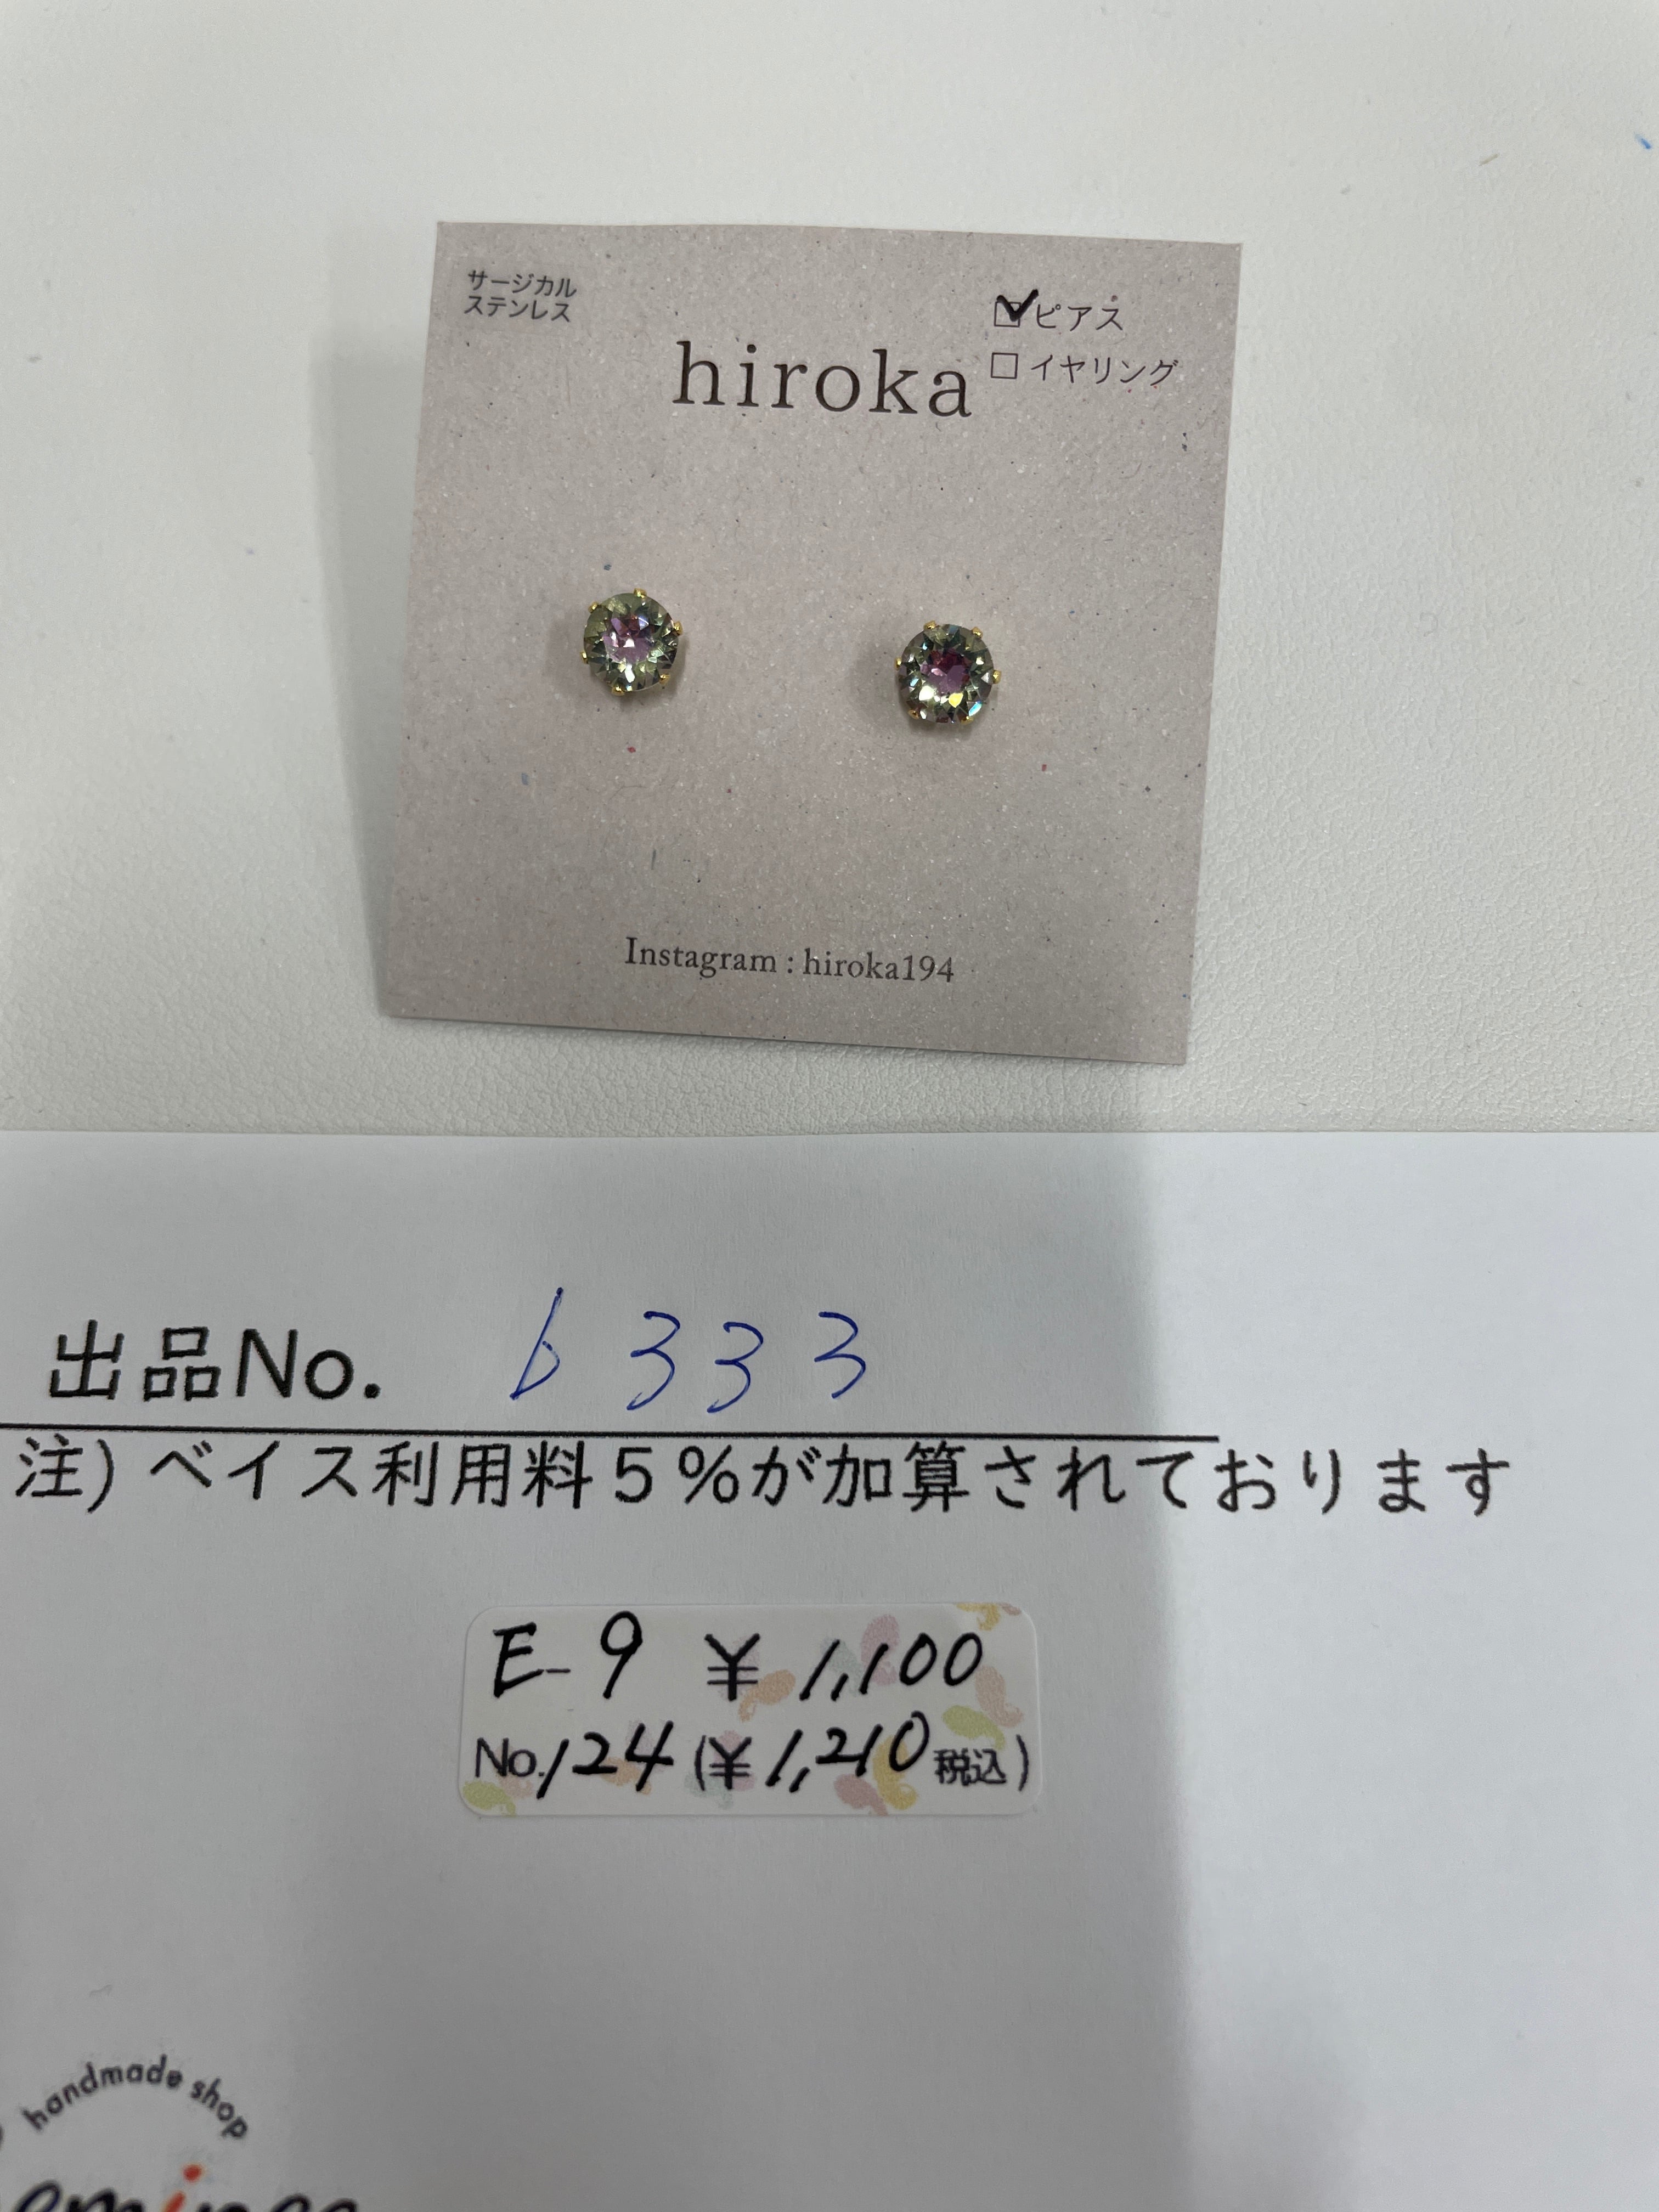 サージカル
ステンレス
ピアス
イヤリング
hiroka
Instagram : hiroka194
出品No. b333
注) ベイス利用料5%が加算されております
E-9 ¥1,100
No.124 (¥1,210税込)
handmade shop